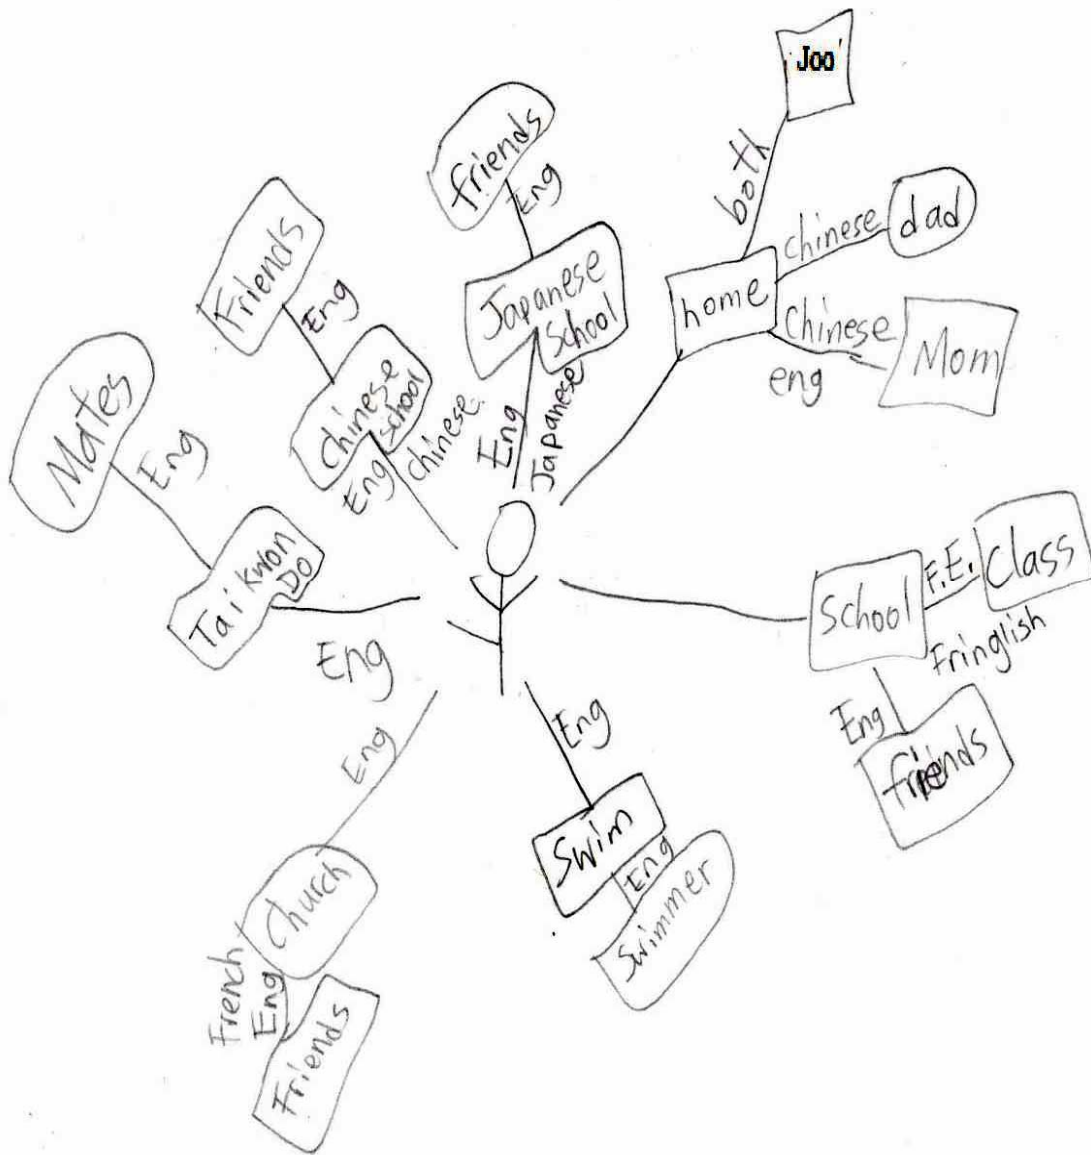 Joo
both
friends
Eng
Japanese
School
Eng
Japanese
home
chinese
dad
Chinese
eng
Mom
Friends
Eng
Chinese
School
Eng
chinese
Mates
Eng
Tai Kwon
Do
Eng
School
F.E.
Class
Fringlish
Eng
friends
Eng
Swim
Eng
Swimmer
Eng
Church
French
Eng
Friends